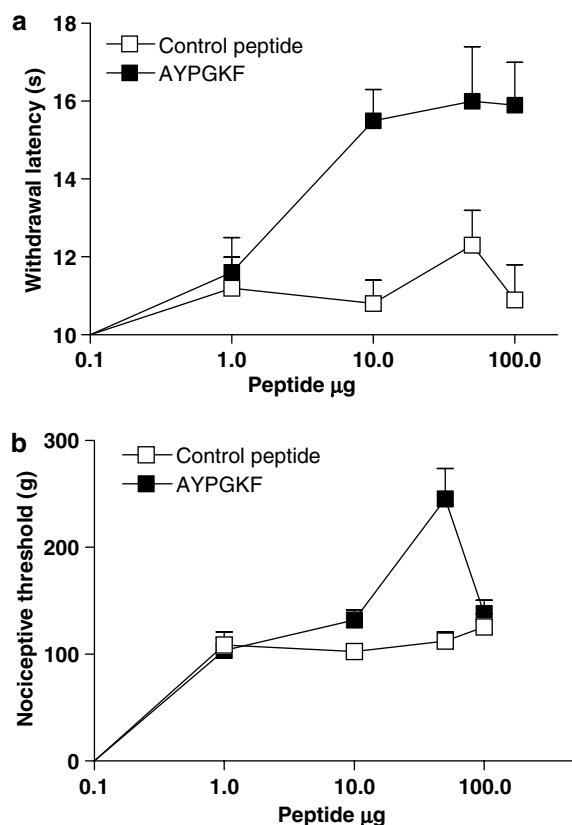 a
Control peptide
AYPGKF
Withdrawal latency (s)
18
16
14
12
10
0.1 1.0 10.0 100.0
Peptide µg
b
Control peptide
AYPGKF
Nociceptive threshold (g)
300
200
100
0
0.1 1.0 10.0 100.0
Peptide µg